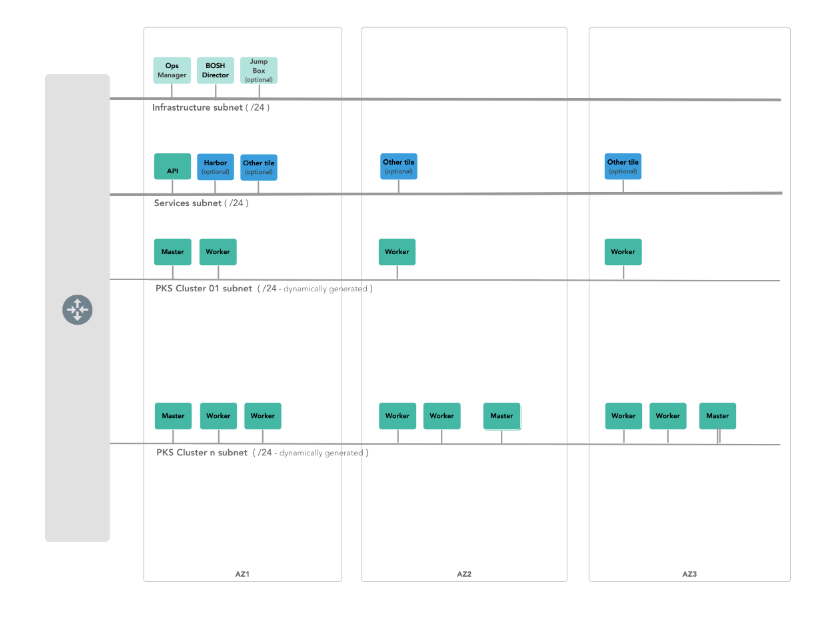 Ops
Manager
BOSH
Director
Jump
Box
(optional)
Infrastructure subnet ( /24 )
API
Harbor
(optional)
Other tile
(optional)
Other tile
(optional)
Other tile
(optional)
Services subnet ( /24 )
Master
Worker
Worker
Worker
PKS Cluster 01 subnet ( /24 - dynamically generated )
Master
Worker
Worker
Worker
Worker
Master
Worker
Worker
Master
PKS Cluster n subnet ( /24 - dynamically generated )
AZ1
AZ2
AZ3